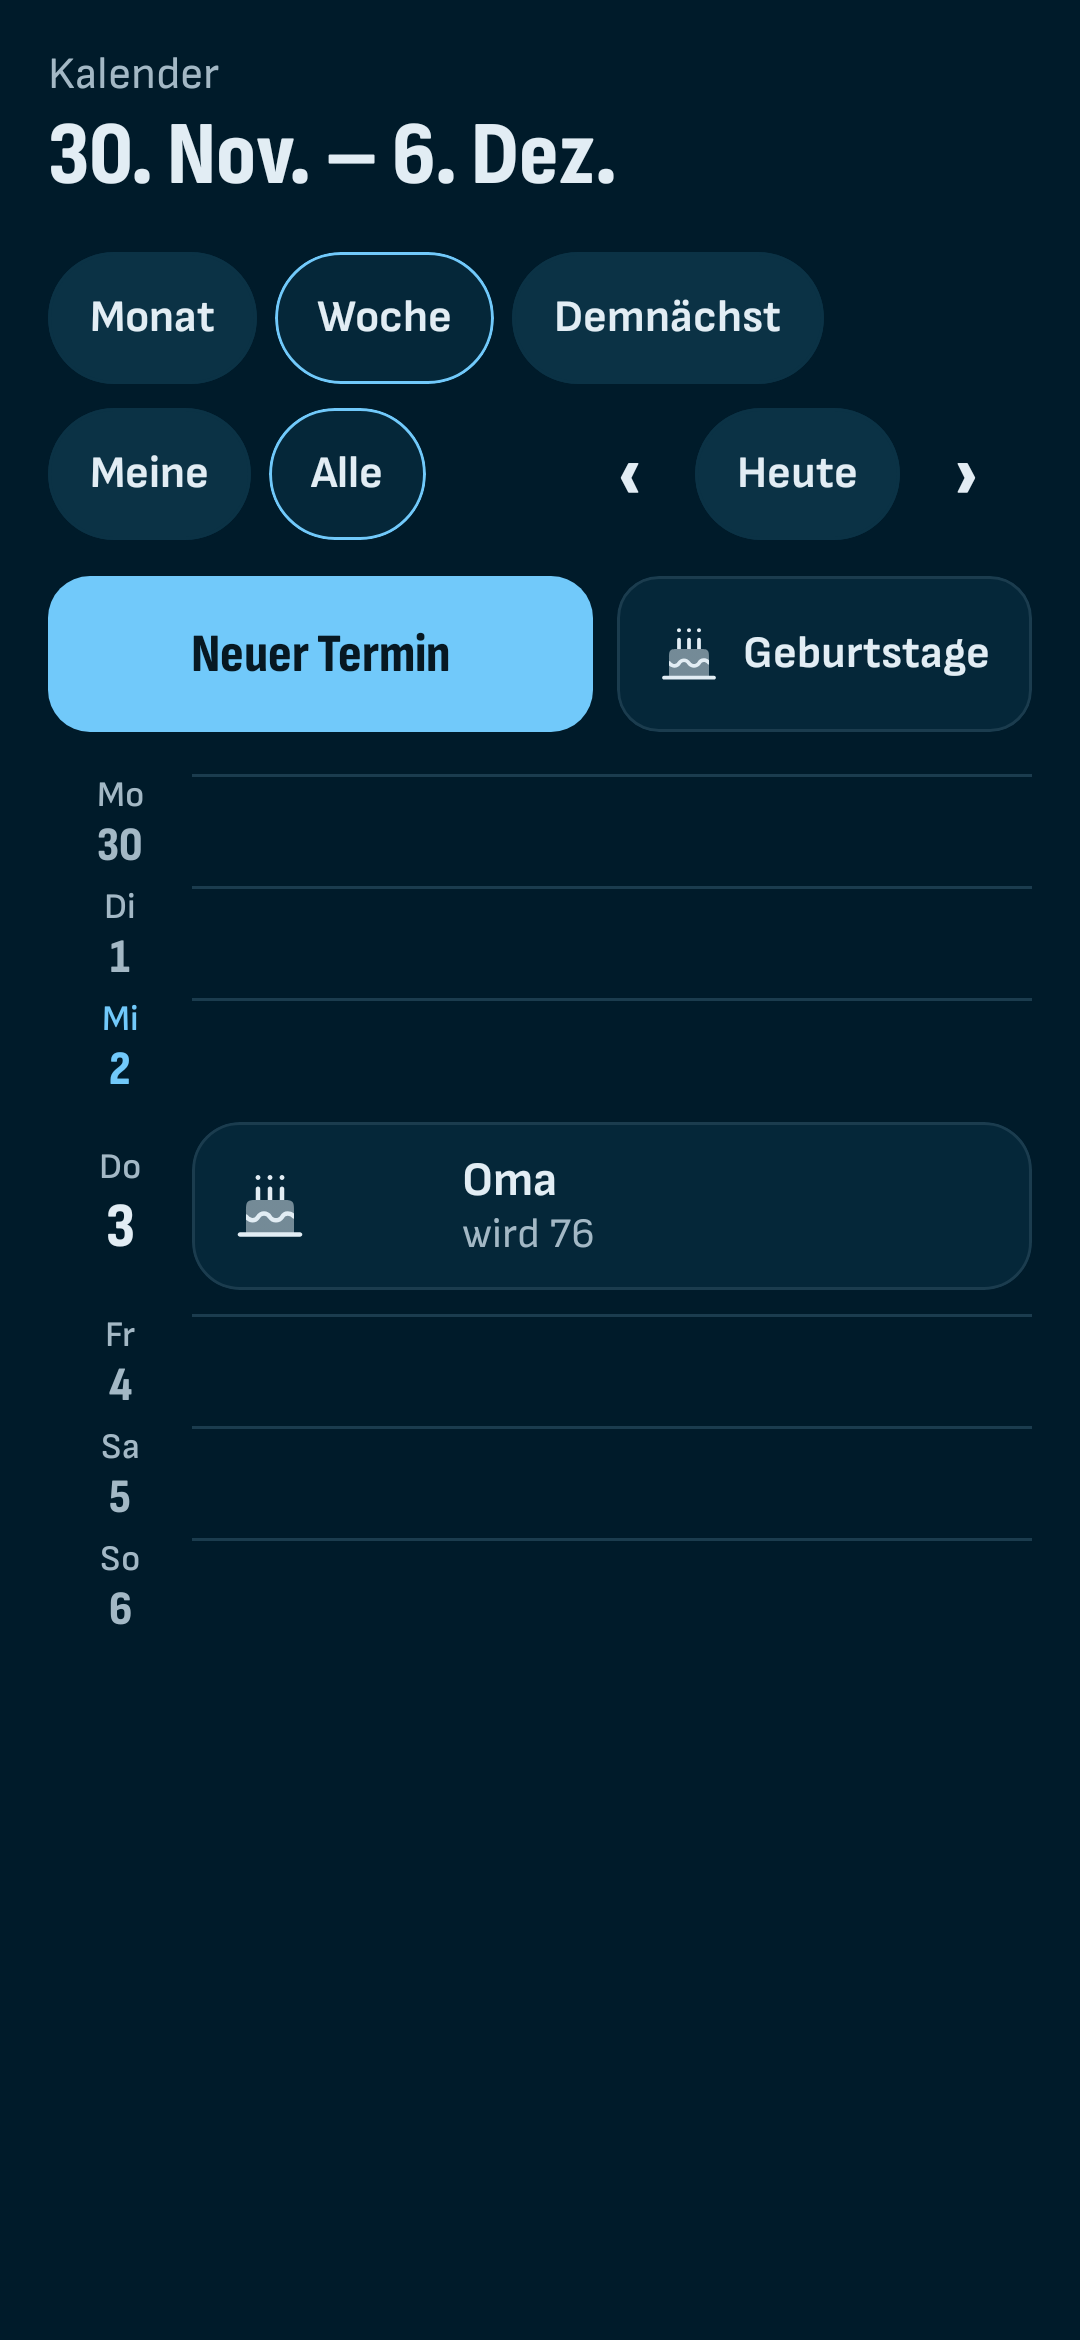 Kalender
30. Nov. – 6. Dez.
Monat Woche Demnächst
Meine Alle ‹ Heute ›
Neuer Termin Geburtstage
Mo
30
Di
1
Mi
2
Do
3
Oma
wird 76
Fr
4
Sa
5
So
6